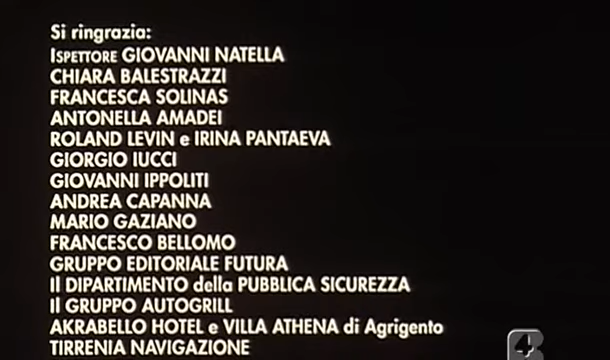 Si ringrazia:
Ispettore GIOVANNI NATELLA
CHIARA BALESTRAZZI
FRANCESCA SOLINAS
ANTONELLA AMADEI
ROLAND LEVIN e IRINA PANTAEVA
GIORGIO IUCCI
GIOVANNI IPPOLITI
ANDREA CAPANNA
MARIO GAZIANO
FRANCESCO BELLOMO
GRUPPO EDITORIALE FUTURA
Il DIPARTIMENTO della PUBBLICA SICUREZZA
Il GRUPPO AUTOGRILL
AKRABELLO HOTEL e VILLA ATHENA di Agrigento
TIRRENIA NAVIGAZIONE
4